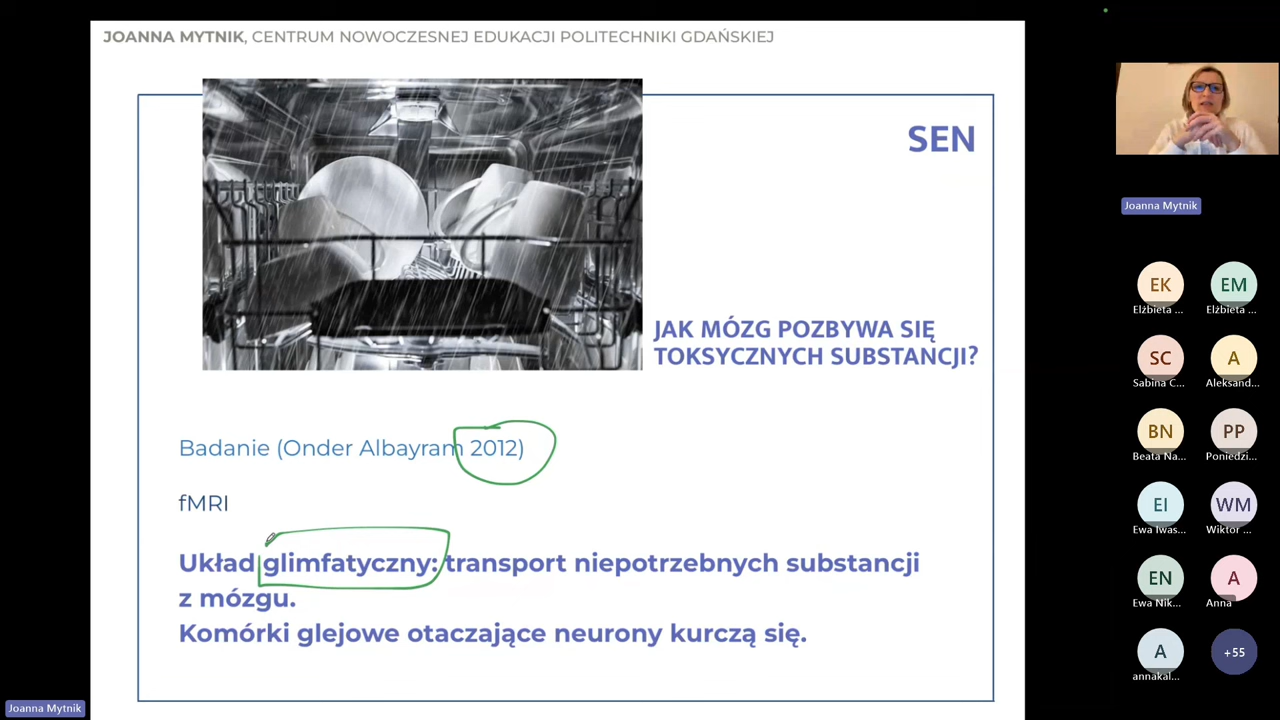 JOANNA MYTNIK, CENTRUM NOWOCZESNEJ EDUKACJI POLITECHNIKI GDAŃSKIEJ
SEN
JAK MÓZG POZBYWA SIĘ
TOKSYCZNYCH SUBSTANCJI?
Badanie (Onder Albayram 2012)
fMRI
Układ glimfatyczny: transport niepotrzebnych substancji
z mózgu.
Komórki glejowe otaczające neurony kurczą się.
Joanna Mytnik
Joanna Mytnik
EK
EM
Elżbieta ...
Elżbieta ...
SC
A
Sabina C...
Aleksand...
BN
PP
Beata Na...
Poniedzi...
EI
WM
Ewa Iwas...
Wiktor ...
EN
A
Ewa Nik...
Anna
A
+55
annakal...